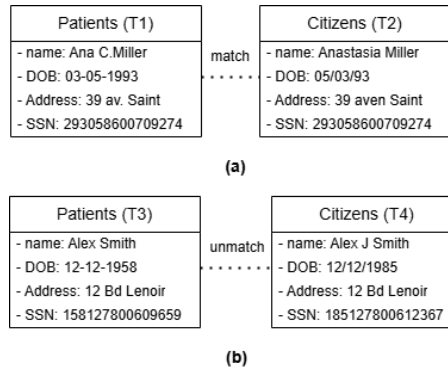 Patients (T1)
- name: Ana C.Miller
- DOB: 03-05-1993
- Address: 39 av. Saint
- SSN: 293058600709274
match
Citizens (T2)
- name: Anastasia Miller
- DOB: 05/03/93
- Address: 39 aven Saint
- SSN: 293058600709274
(a)
Patients (T3)
- name: Alex Smith
- DOB: 12-12-1958
- Address: 12 Bd Lenoir
- SSN: 158127800609659
unmatch
Citizens (T4)
- name: Alex J Smith
- DOB: 12/12/1985
- Address: 12 Bd Lenoir
- SSN: 185127800612367
(b)